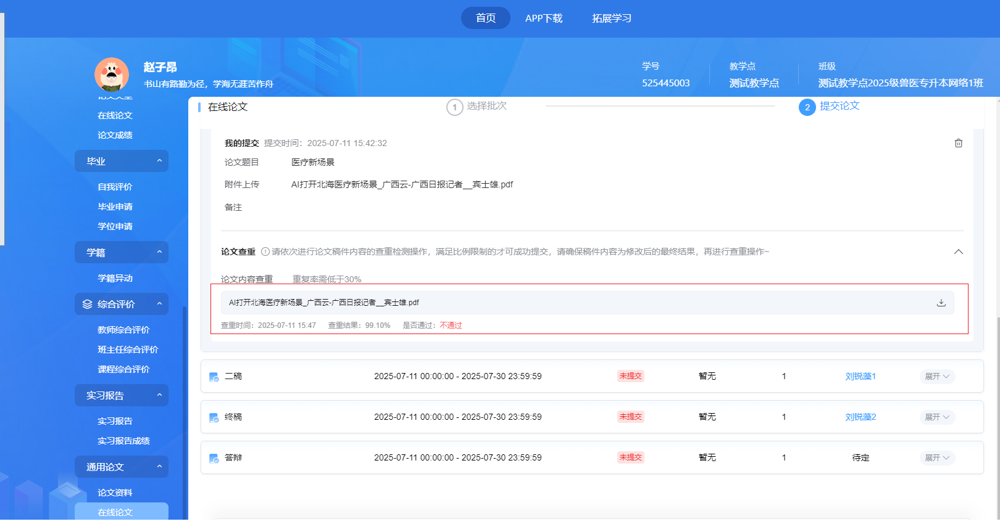 首页 APP下载 拓展学习
赵子昂
书山有路勤为径，学海无涯苦作舟
学号 教学点 班级
525445003 测试教学点 测试教学点2025级兽医专升本网络1班
在线论文
论文成绩
毕业
自我评价
毕业申请
学位申请
学籍
学籍异动
综合评价
教师综合评价
班主任综合评价
课程综合评价
实习报告
实习报告
实习报告成绩
通用论文
论文资料
在线论文
在线论文 1 选择批次 2 提交论文
我的提交 提交时间：2025-07-11 15:42:32
论文题目 医疗新场景
附件上传 AI打开北海医疗新场景_广西云-广西日报记者__宾士雄.pdf
备注
论文查重 请依次进行论文稿件内容的查重检测操作，满足比例限制的才可成功提交，请确保稿件内容为修改后的最终结果，再进行查重操作~
论文内容查重 重复率需低于30%
AI打开北海医疗新场景_广西云-广西日报记者__宾士雄.pdf
查重时间：2025-07-11 15:47 查重结果：99.10% 是否通过：不通过
二稿 2025-07-11 00:00:00 - 2025-07-30 23:59:59 未提交 暂无 1 刘锐藻1 展开
终稿 2025-07-11 00:00:00 - 2025-07-30 23:59:59 未提交 暂无 1 刘锐藻2 展开
答辩 2025-07-11 00:00:00 - 2025-07-30 23:59:59 未提交 暂无 1 待定 展开